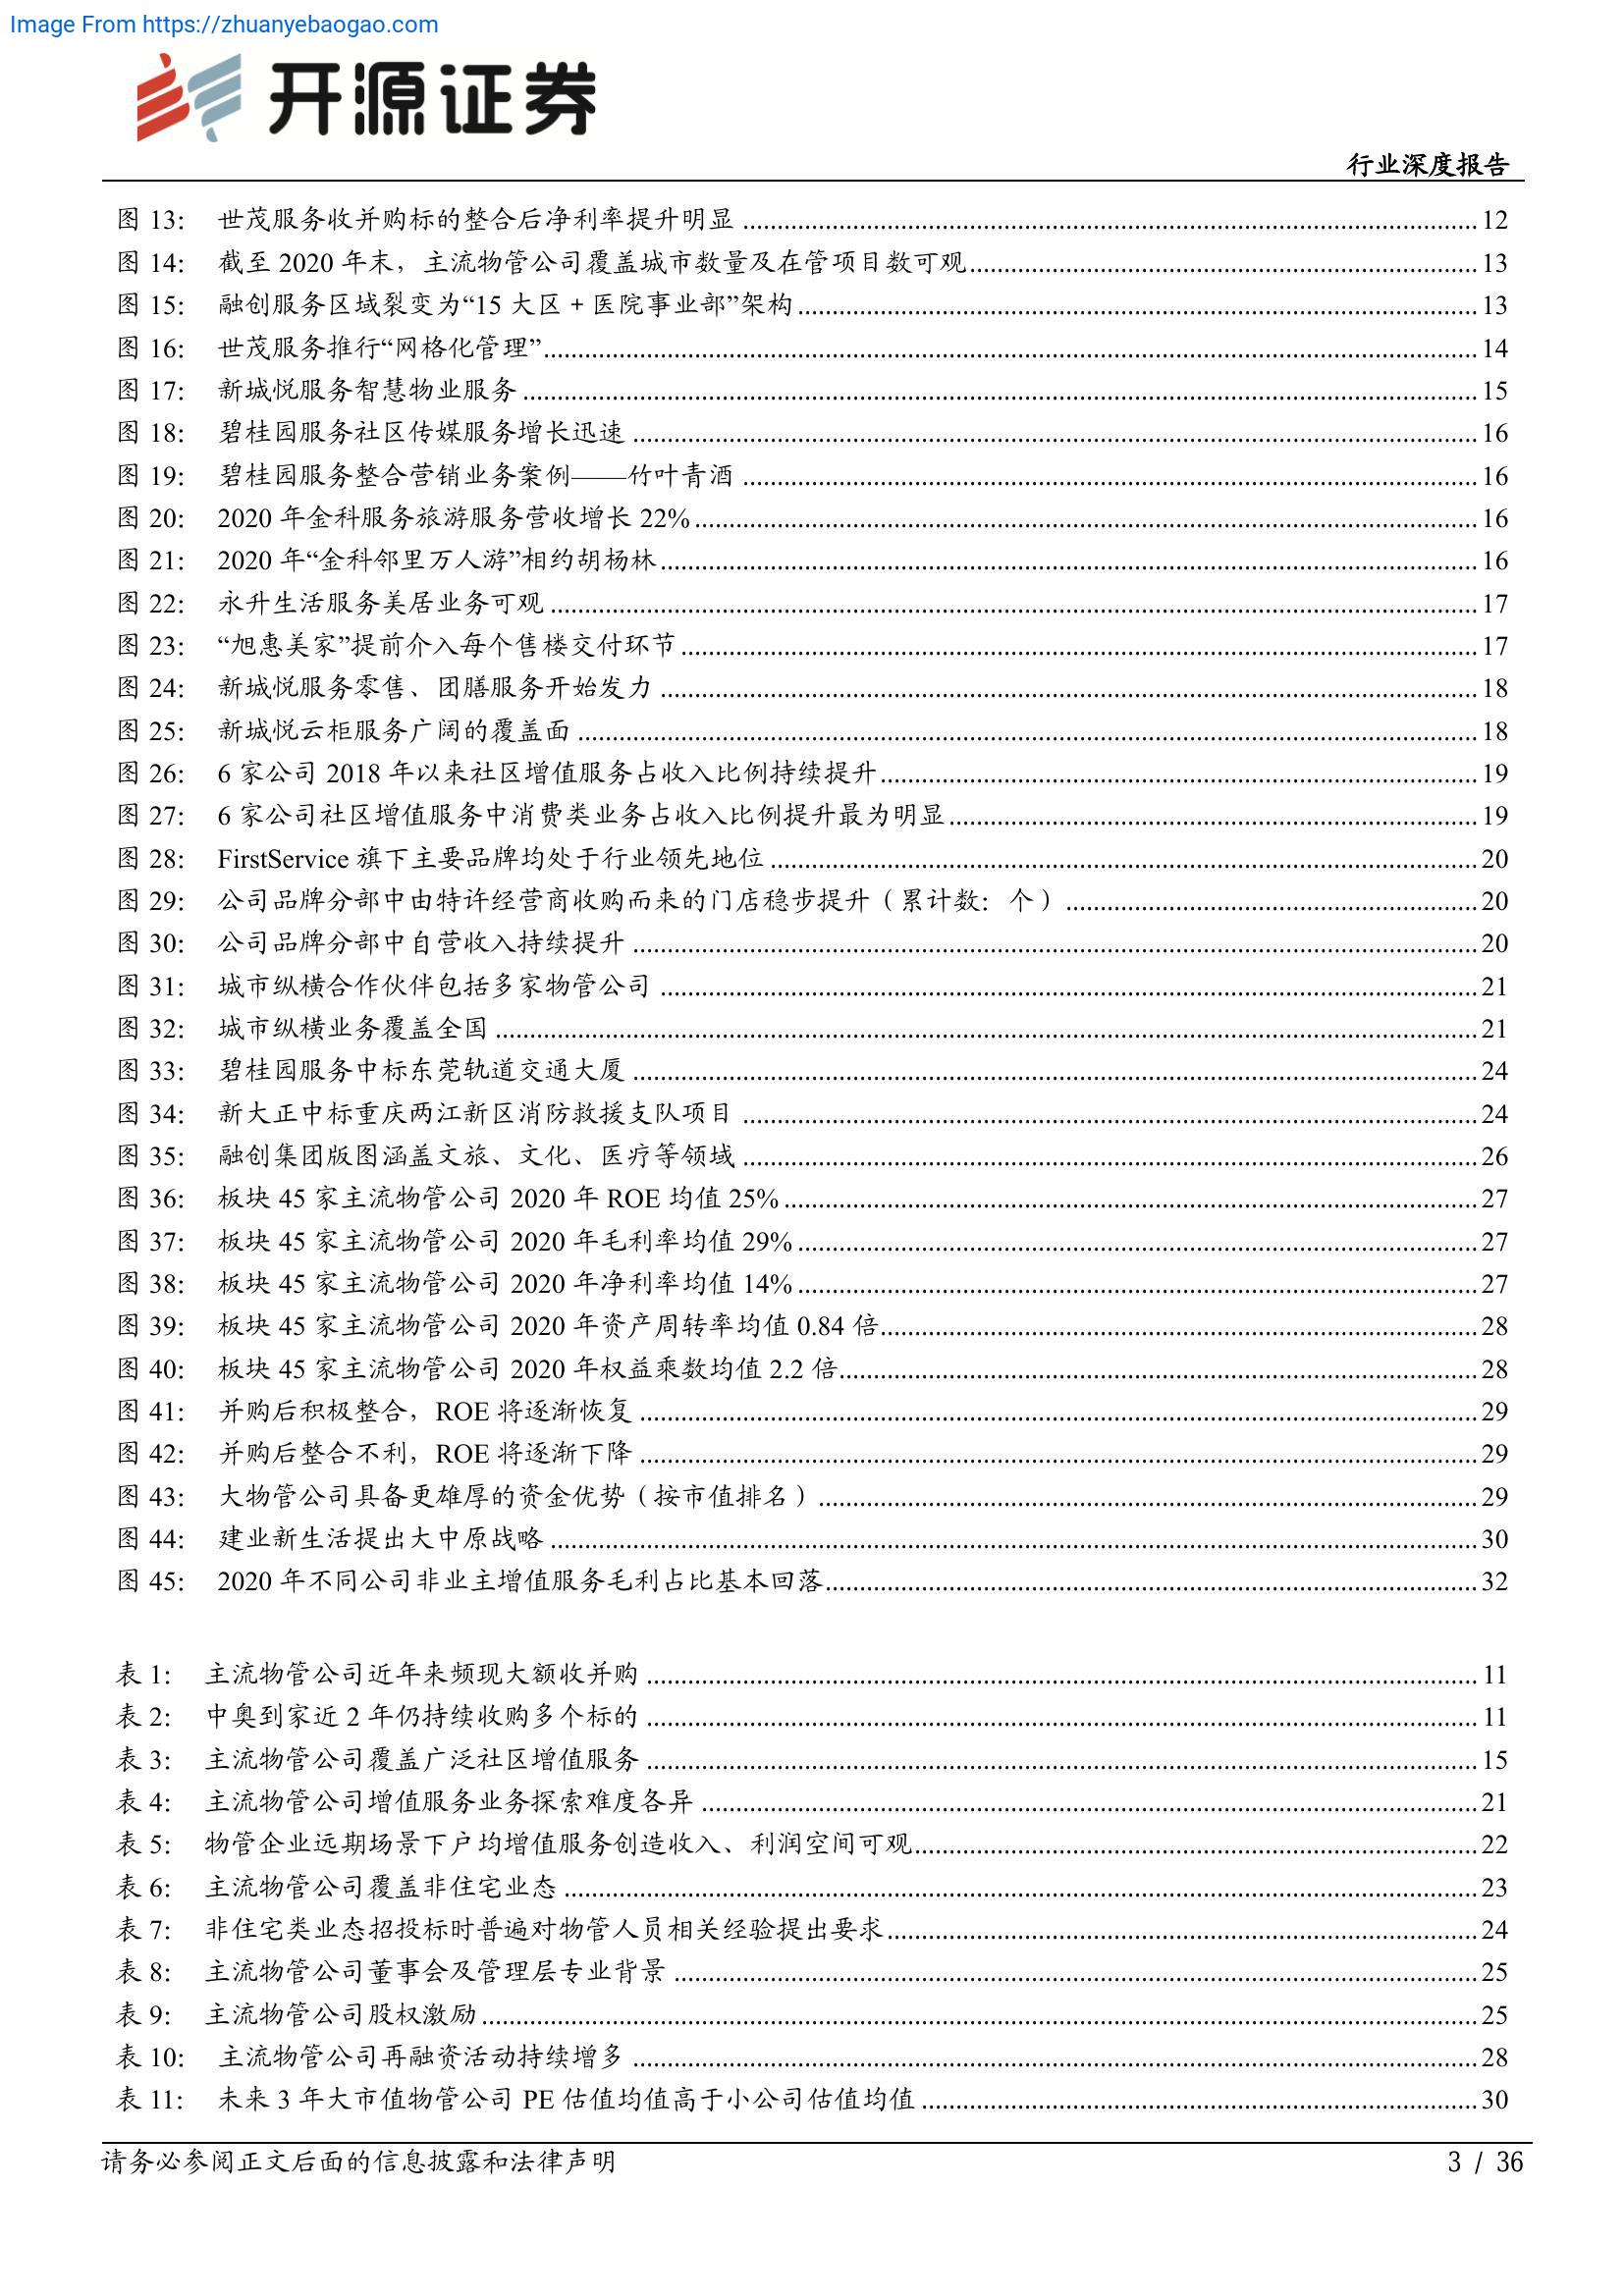 Image From https://zhuanyebaogao.com
开源证券
行业深度报告
图 13： 世茂服务收并购标的整合后净利率提升明显 ........ 12
图 14： 截至 2020 年末，主流物管公司覆盖城市数量及在管项目数可观 ........ 13
图 15： 融创服务区域裂变为“15 大区 + 医院事业部”架构 ........ 13
图 16： 世茂服务推行“网格化管理” ........ 14
图 17： 新城悦服务智慧物业服务 ........ 15
图 18： 碧桂园服务社区传媒服务增长迅速 ........ 16
图 19： 碧桂园服务整合营销业务案例——竹叶青酒 ........ 16
图 20： 2020 年金科服务旅游服务营收增长 22% ........ 16
图 21： 2020 年“金科邻里万人游”相约胡杨林 ........ 16
图 22： 永升生活服务美居业务可观 ........ 17
图 23： “旭惠美家”提前介入每个售楼交付环节 ........ 17
图 24： 新城悦服务零售、团膳服务开始发力 ........ 18
图 25： 新城悦云柜服务广阔的覆盖面 ........ 18
图 26： 6 家公司 2018 年以来社区增值服务占收入比例持续提升 ........ 19
图 27： 6 家公司社区增值服务中消费类业务占收入比例提升最为明显 ........ 19
图 28： FirstService 旗下主要品牌均处于行业领先地位 ........ 20
图 29： 公司品牌分部中由特许经营商收购而来的门店稳步提升（累计数：个） ........ 20
图 30： 公司品牌分部中自营收入持续提升 ........ 20
图 31： 城市纵横合作伙伴包括多家物管公司 ........ 21
图 32： 城市纵横业务覆盖全国 ........ 21
图 33： 碧桂园服务中标东莞轨道交通大厦 ........ 24
图 34： 新大正中标重庆两江新区消防救援支队项目 ........ 24
图 35： 融创集团版图涵盖文旅、文化、医疗等领域 ........ 26
图 36： 板块 45 家主流物管公司 2020 年 ROE 均值 25% ........ 27
图 37： 板块 45 家主流物管公司 2020 年毛利率均值 29% ........ 27
图 38： 板块 45 家主流物管公司 2020 年净利率均值 14% ........ 27
图 39： 板块 45 家主流物管公司 2020 年资产周转率均值 0.84 倍 ........ 28
图 40： 板块 45 家主流物管公司 2020 年权益乘数均值 2.2 倍 ........ 28
图 41： 并购后积极整合，ROE 将逐渐恢复 ........ 29
图 42： 并购后整合不利，ROE 将逐渐下降 ........ 29
图 43： 大物管公司具备更雄厚的资金优势（按市值排名） ........ 29
图 44： 建业新生活提出大中原战略 ........ 30
图 45： 2020 年不同公司非业主增值服务毛利占比基本回落 ........ 32
表 1： 主流物管公司近年来频现大额收并购 ........ 11
表 2： 中奥到家近 2 年仍持续收购多个标的 ........ 11
表 3： 主流物管公司覆盖广泛社区增值服务 ........ 15
表 4： 主流物管公司增值服务业务探索难度各异 ........ 21
表 5： 物管企业远期场景下户均增值服务创造收入、利润空间可观 ........ 22
表 6： 主流物管公司覆盖非住宅业态 ........ 23
表 7： 非住宅类业态招投标时普遍对物管人员相关经验提出要求 ........ 24
表 8： 主流物管公司董事会及管理层专业背景 ........ 25
表 9： 主流物管公司股权激励 ........ 25
表 10： 主流物管公司再融资活动持续增多 ........ 28
表 11： 未来 3 年大市值物管公司 PE 估值均值高于小公司估值均值 ........ 30
请务必参阅正文后面的信息披露和法律声明
3 / 36